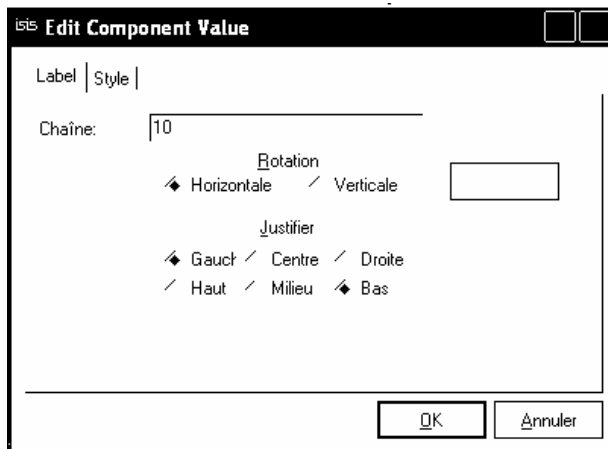 isis Edit Component Value
Label Style
Chaîne: 10
Rotation
Horizontale Verticale
Justifier
Gauch Centre Droite
Haut Milieu Bas
OK Annuler